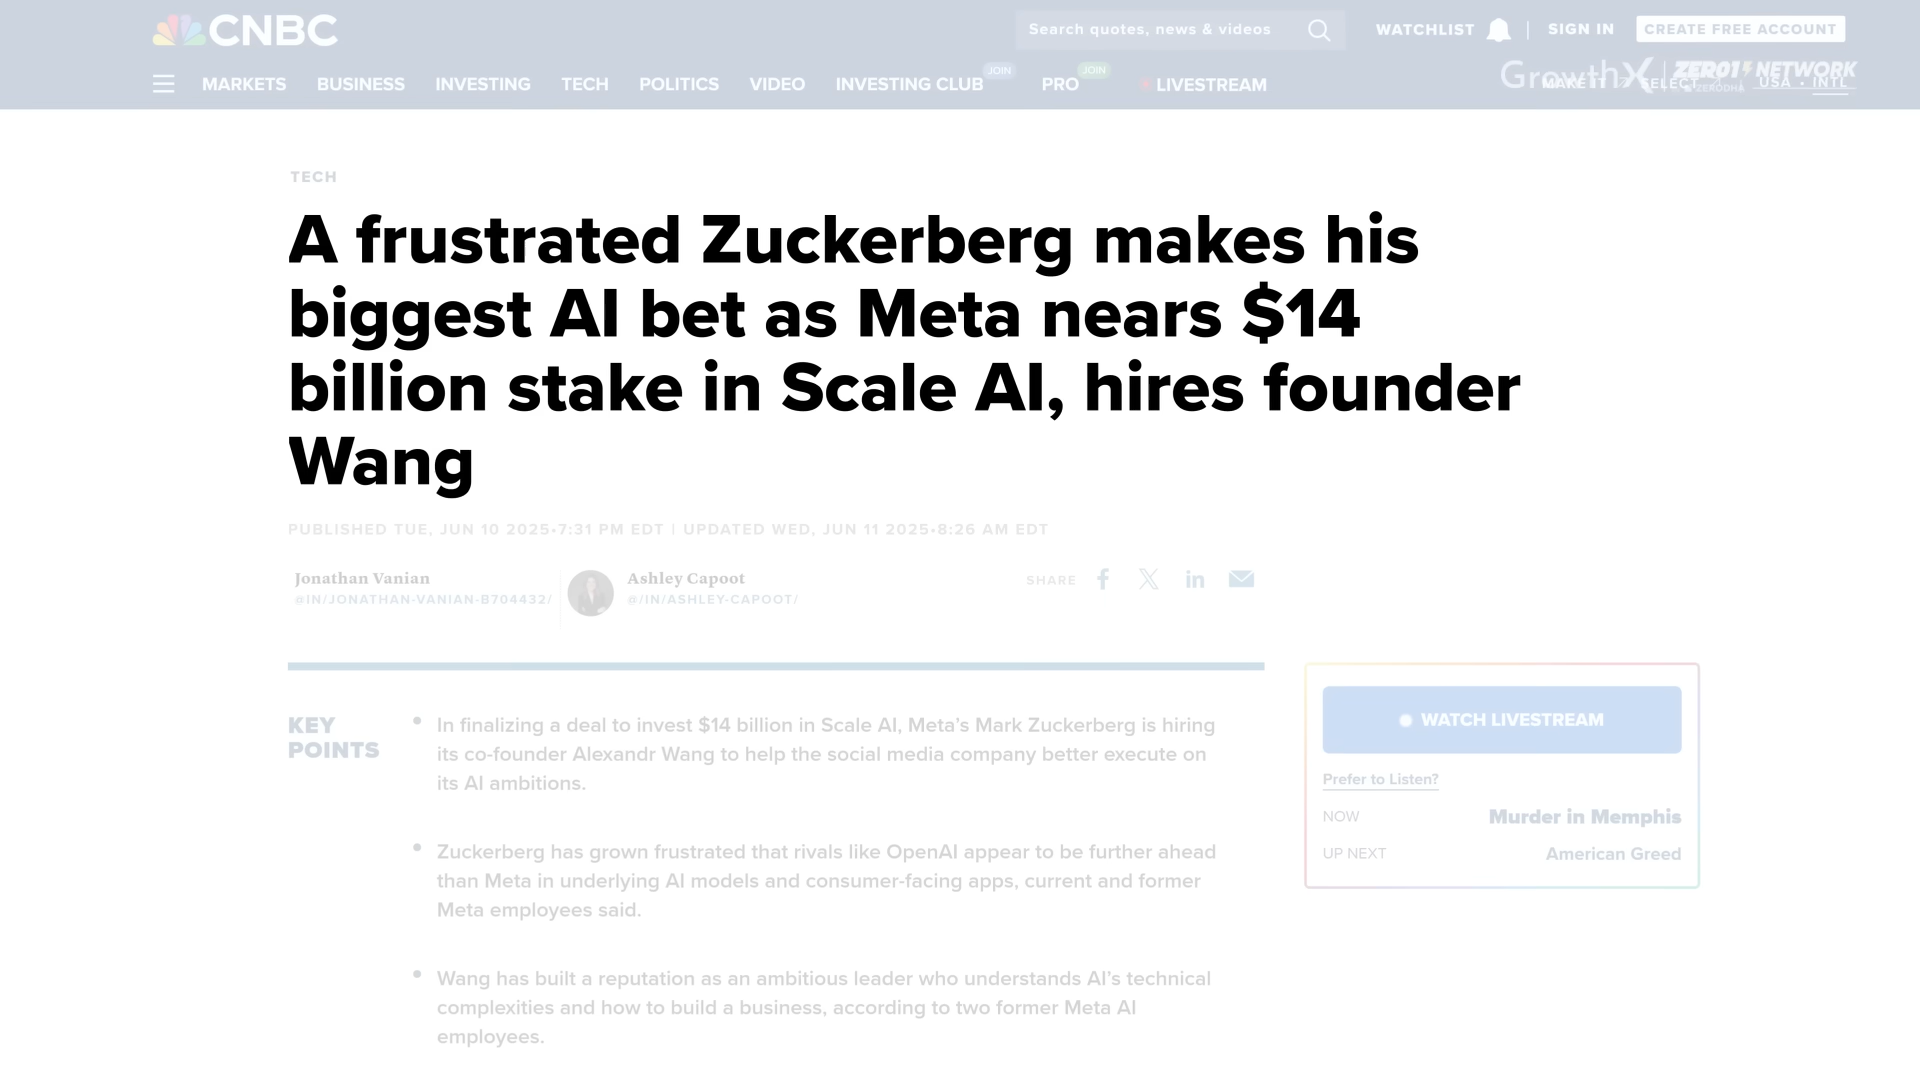 CNBC
Search quotes, news & videos
WATCHLIST
SIGN IN
CREATE FREE ACCOUNT
MARKETS BUSINESS INVESTING TECH POLITICS VIDEO INVESTING CLUB JOIN PRO JOIN LIVESTREAM
MAKE IT SELECT USA • INTL
GrowthX ZERO1 NETWORK
ZERODHA
TECH
A frustrated Zuckerberg makes his
biggest AI bet as Meta nears $14
billion stake in Scale AI, hires founder
Wang
PUBLISHED TUE, JUN 10 2025•7:31 PM EDT | UPDATED WED, JUN 11 2025•8:26 AM EDT
Jonathan Vanian
@IN/JONATHAN-VANIAN-B704432/
Ashley Capoot
@/IN/ASHLEY-CAPOOT/
SHARE
KEY
POINTS
• In finalizing a deal to invest $14 billion in Scale AI, Meta’s Mark Zuckerberg is hiring
its co-founder Alexandr Wang to help the social media company better execute on
its AI ambitions.
• Zuckerberg has grown frustrated that rivals like OpenAI appear to be further ahead
than Meta in underlying AI models and consumer-facing apps, current and former
Meta employees said.
• Wang has built a reputation as an ambitious leader who understands AI’s technical
complexities and how to build a business, according to two former Meta AI
employees.
WATCH LIVESTREAM
Prefer to Listen?
NOW Murder in Memphis
UP NEXT American Greed